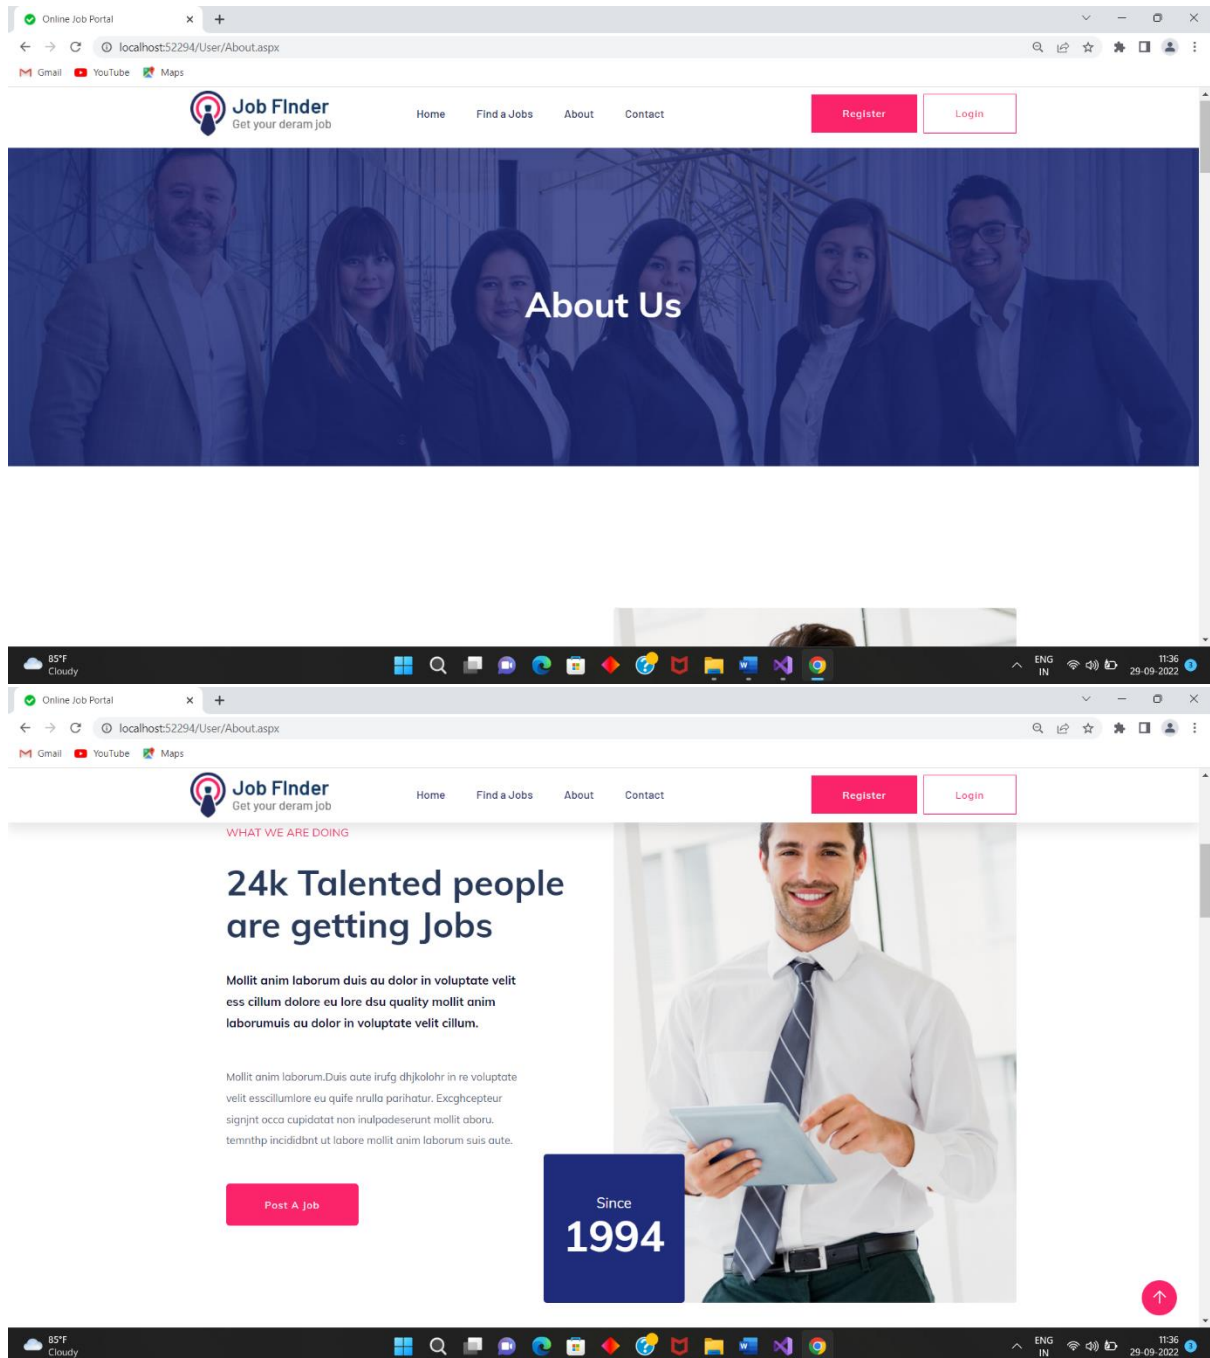 Online Job Portal
localhost:52294/User/About.aspx
Gmail YouTube Maps
Job FInder
Get your deram job
Home Find a Jobs About Contact Register Login
About Us
85°F
Cloudy
ENG
IN
11:36
29-09-2022
Online Job Portal
localhost:52294/User/About.aspx
Gmail YouTube Maps
Job FInder
Get your deram job
Home Find a Jobs About Contact Register Login
WHAT WE ARE DOING
24k Talented people
are getting Jobs
Mollit anim laborum duis au dolor in voluptate velit
ess cillum dolore eu lore dsu quality mollit anim
laborumuis au dolor in voluptate velit cillum.
Mollit anim laborum.Duis aute irufg dhjkolohr in re voluptate
velit esscillumlore eu quife nrulla parihatur. Excghcepteur
signjnt occa cupidatat non inulpadeserunt mollit aboru.
temnthp incididbnt ut labore mollit anim laborum suis aute.
Post A Job
Since
1994
85°F
Cloudy
ENG
IN
11:36
29-09-2022